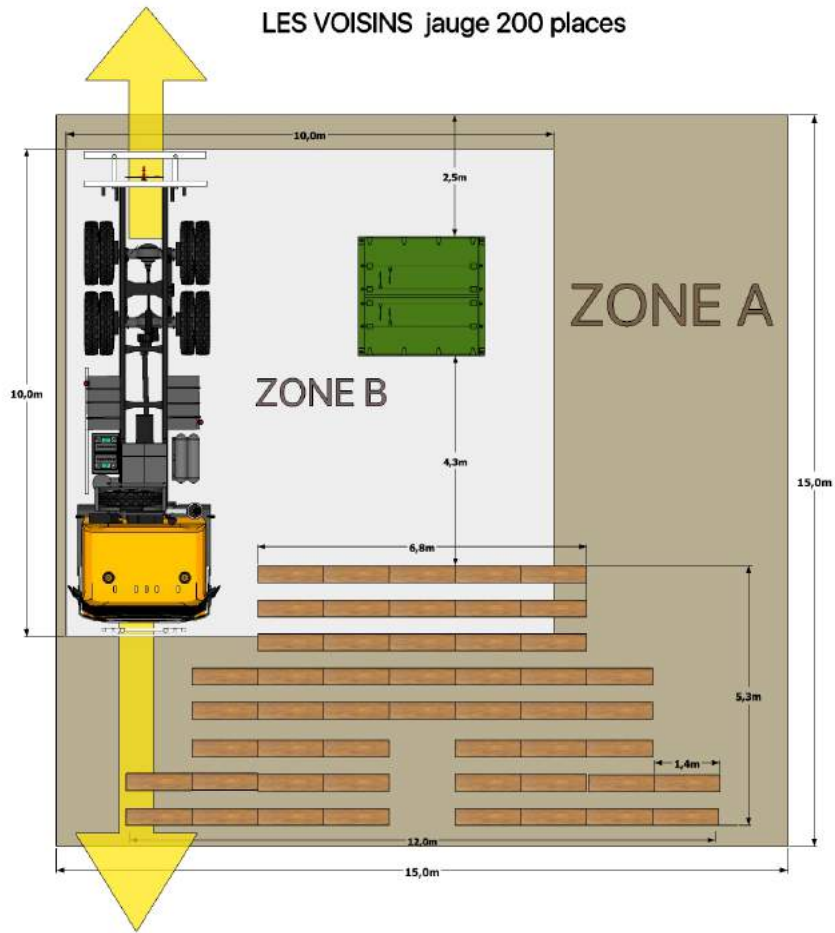 LES VOISINS jauge 200 places
10,0m
2,5m
ZONE A
ZONE B
10,0m
4,3m
15,0m
6,8m
5,3m
1,4m
12,0m
15,0m